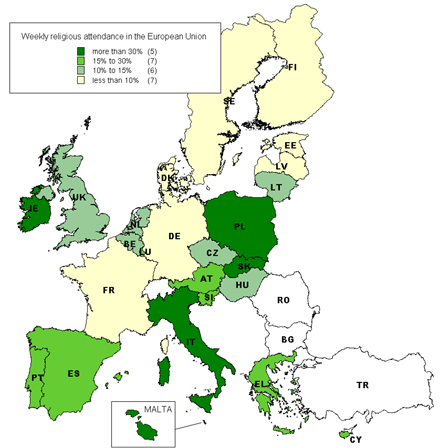 Weekly religious attendance in the European Union
more than 30% (5)
15% to 30% (7)
10% to 15% (6)
less than 10% (7)
FI
SE
EE
LV
DK
LT
IE
UK
NL
PL
BE
DE
LU
CZ
SK
FR
AT
HU
SI
RO
IT
BG
PT
ES
EL
TR
MALTA
CY